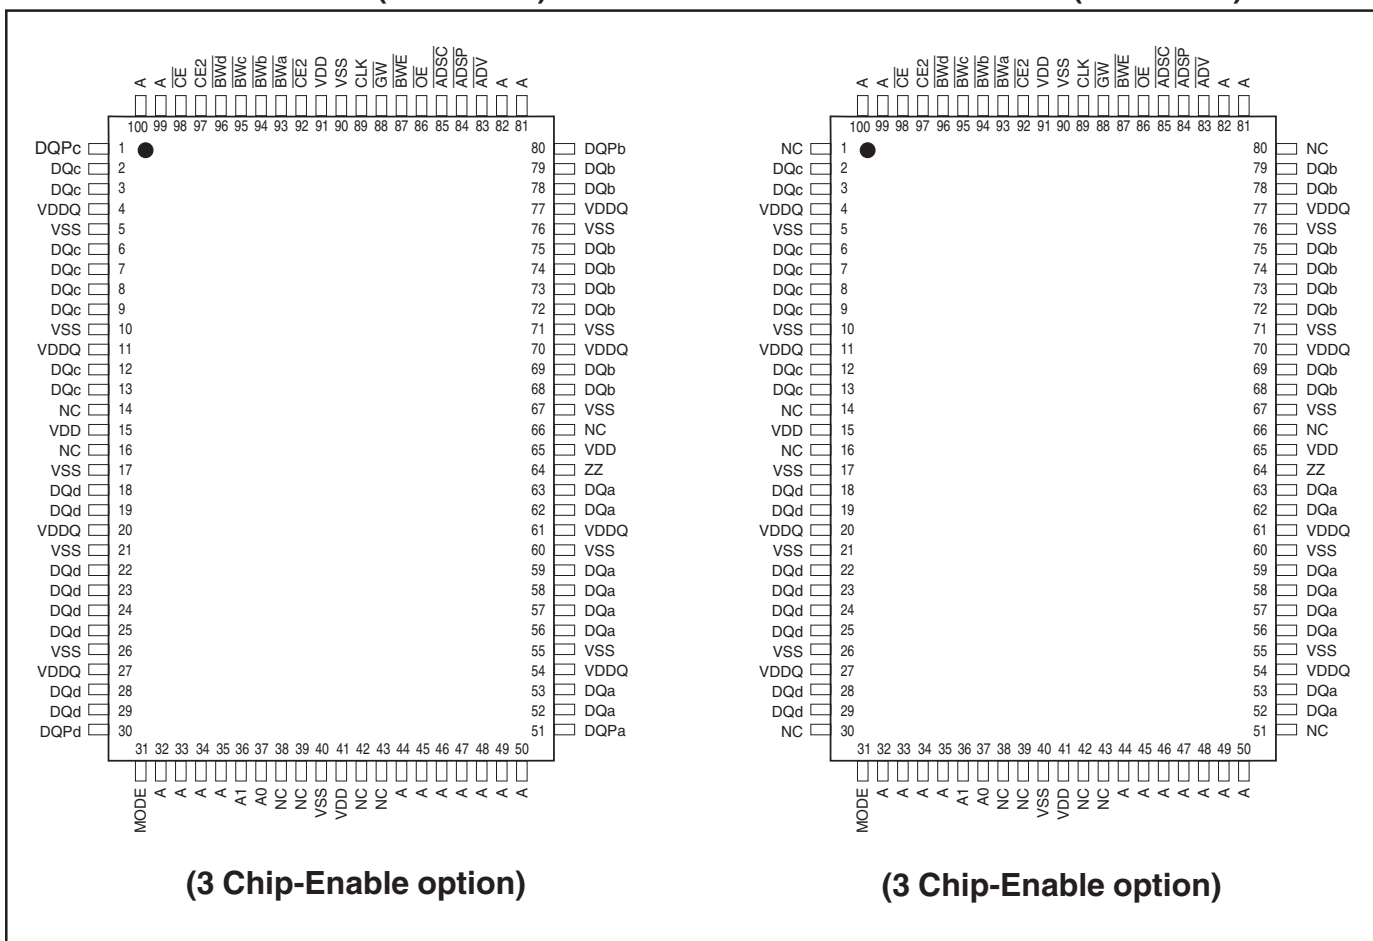 A A CE CE2 BWd BWc BWb BWa CE2 VDD VSS CLK GW BWE OE ADSC ADSP ADV A A
100 99 98 97 96 95 94 93 92 91 90 89 88 87 86 85 84 83 82 81
DQPc 1 80 DQPb
DQc 2 79 DQb
DQc 3 78 DQb
VDDQ 4 77 VDDQ
VSS 5 76 VSS
DQc 6 75 DQb
DQc 7 74 DQb
DQc 8 73 DQb
DQc 9 72 DQb
VSS 10 71 VSS
VDDQ 11 70 VDDQ
DQc 12 69 DQb
DQc 13 68 DQb
NC 14 67 VSS
VDD 15 66 NC
NC 16 65 VDD
VSS 17 64 ZZ
DQd 18 63 DQa
DQd 19 62 DQa
VDDQ 20 61 VDDQ
VSS 21 60 VSS
DQd 22 59 DQa
DQd 23 58 DQa
DQd 24 57 DQa
DQd 25 56 DQa
VSS 26 55 VSS
VDDQ 27 54 VDDQ
DQd 28 53 DQa
DQd 29 52 DQa
DQPd 30 51 DQPa
31 32 33 34 35 36 37 38 39 40 41 42 43 44 45 46 47 48 49 50
MODE A A A A A1 A0 NC NC VSS VDD NC NC A A A A A A A
(3 Chip-Enable option)
A A CE CE2 BWd BWc BWb BWa CE2 VDD VSS CLK GW BWE OE ADSC ADSP ADV A A
100 99 98 97 96 95 94 93 92 91 90 89 88 87 86 85 84 83 82 81
NC 1 80 NC
DQc 2 79 DQb
DQc 3 78 DQb
VDDQ 4 77 VDDQ
VSS 5 76 VSS
DQc 6 75 DQb
DQc 7 74 DQb
DQc 8 73 DQb
DQc 9 72 DQb
VSS 10 71 VSS
VDDQ 11 70 VDDQ
DQc 12 69 DQb
DQc 13 68 DQb
NC 14 67 VSS
VDD 15 66 NC
NC 16 65 VDD
VSS 17 64 ZZ
DQd 18 63 DQa
DQd 19 62 DQa
VDDQ 20 61 VDDQ
VSS 21 60 VSS
DQd 22 59 DQa
DQd 23 58 DQa
DQd 24 57 DQa
DQd 25 56 DQa
VSS 26 55 VSS
VDDQ 27 54 VDDQ
DQd 28 53 DQa
DQd 29 52 DQa
NC 30 51 NC
31 32 33 34 35 36 37 38 39 40 41 42 43 44 45 46 47 48 49 50
MODE A A A A A1 A0 NC NC VSS VDD NC NC A A A A A A A
(3 Chip-Enable option)